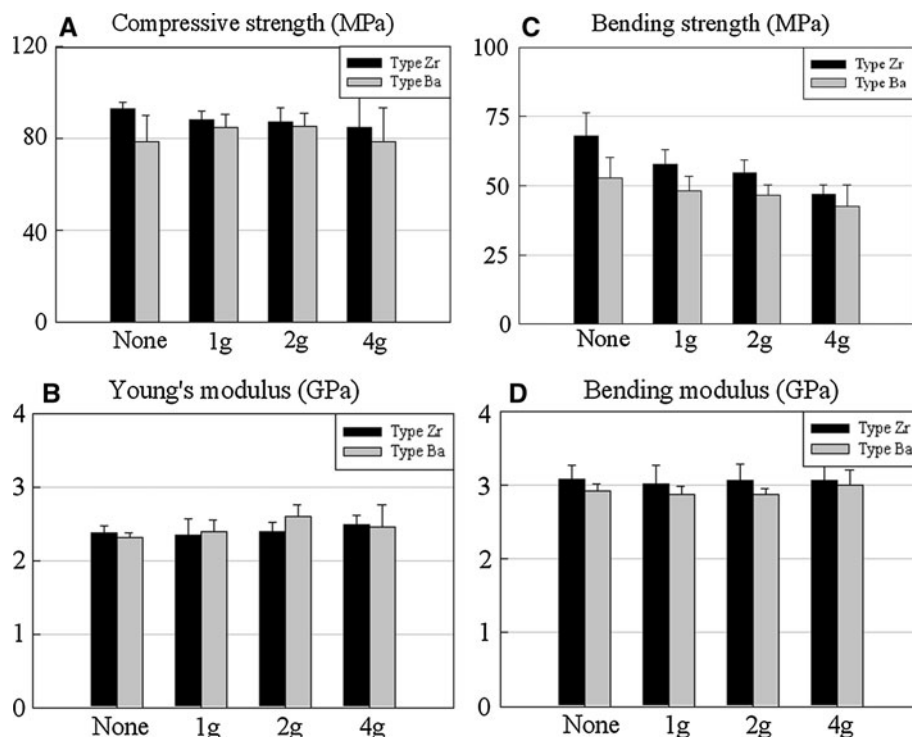 A Compressive strength (MPa)
120
80
40
0
Type Zr
Type Ba
None 1g 2g 4g
C Bending strength (MPa)
100
75
50
25
0
Type Zr
Type Ba
None 1g 2g 4g
B Young's modulus (GPa)
4
3
2
1
0
Type Zr
Type Ba
None 1g 2g 4g
D Bending modulus (GPa)
4
3
2
1
0
Type Zr
Type Ba
None 1g 2g 4g